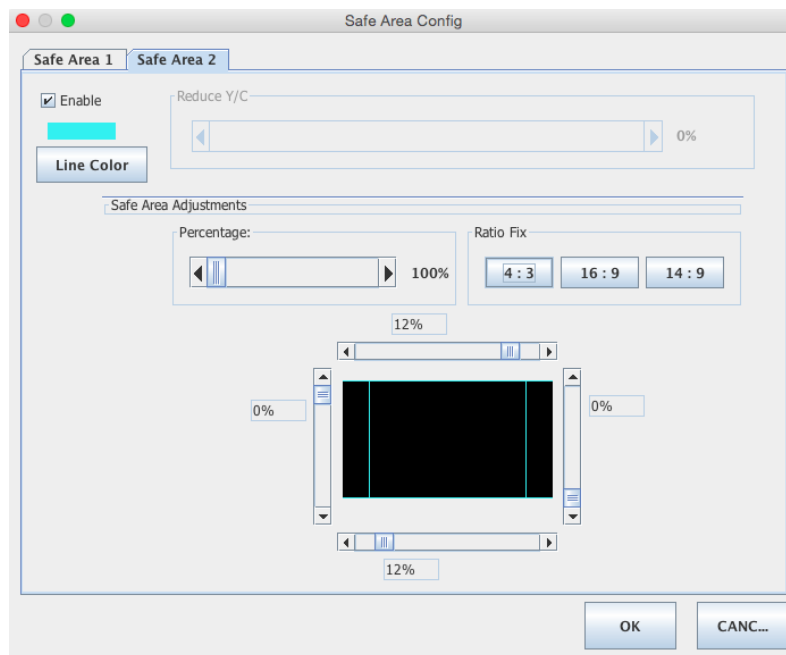 Safe Area Config
Safe Area 1 Safe Area 2
Enable
Reduce Y/C
0%
Line Color
Safe Area Adjustments
Percentage:
100%
Ratio Fix
4 : 3 16 : 9 14 : 9
12%
0%
0%
12%
OK CANC...